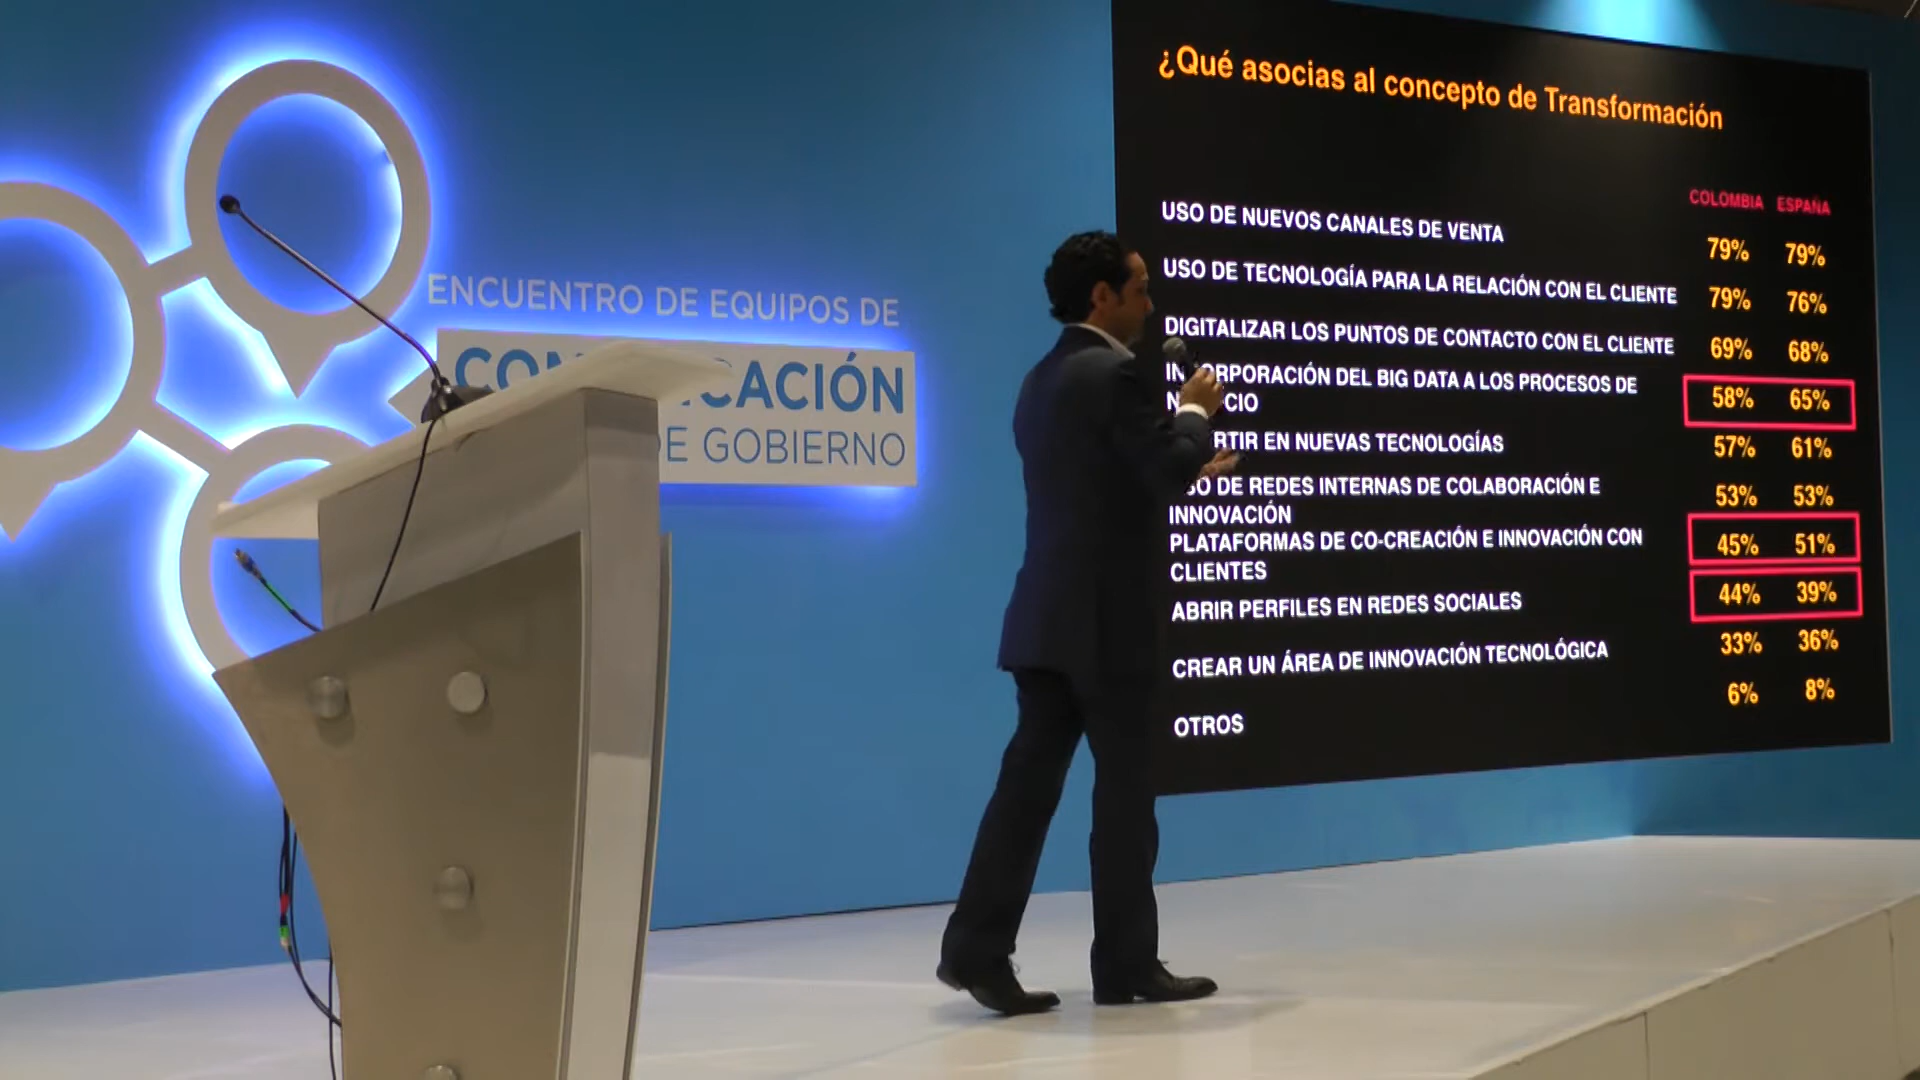 ENCUENTRO DE EQUIPOS DE
CACIÓN
DE GOBIERNO
¿Qué asocias al concepto de Transformación
COLOMBIA ESPAÑA
USO DE NUEVOS CANALES DE VENTA 79% 79%
USO DE TECNOLOGÍA PARA LA RELACIÓN CON EL CLIENTE 79% 76%
DIGITALIZAR LOS PUNTOS DE CONTACTO CON EL CLIENTE 69% 68%
INCORPORACIÓN DEL BIG DATA A LOS PROCESOS DE
NEGOCIO 58% 65%
RTIR EN NUEVAS TECNOLOGÍAS 57% 61%
USO DE REDES INTERNAS DE COLABORACIÓN E
INNOVACIÓN 53% 53%
PLATAFORMAS DE CO-CREACIÓN E INNOVACIÓN CON
CLIENTES 45% 51%
ABRIR PERFILES EN REDES SOCIALES 44% 39%
CREAR UN ÁREA DE INNOVACIÓN TECNOLÓGICA 33% 36%
OTROS 6% 8%